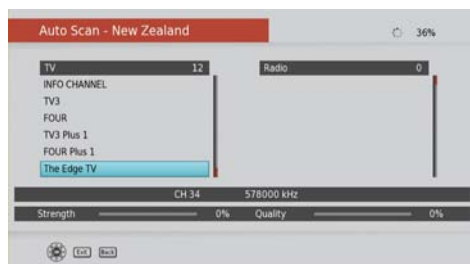 Auto Scan - New Zealand 36%
TV 12 Radio 0
INFO CHANNEL
TV3
FOUR
TV3 Plus 1
FOUR Plus 1
The Edge TV
CH 34 578000 kHz
Strength 0% Quality 0%
Exit Back